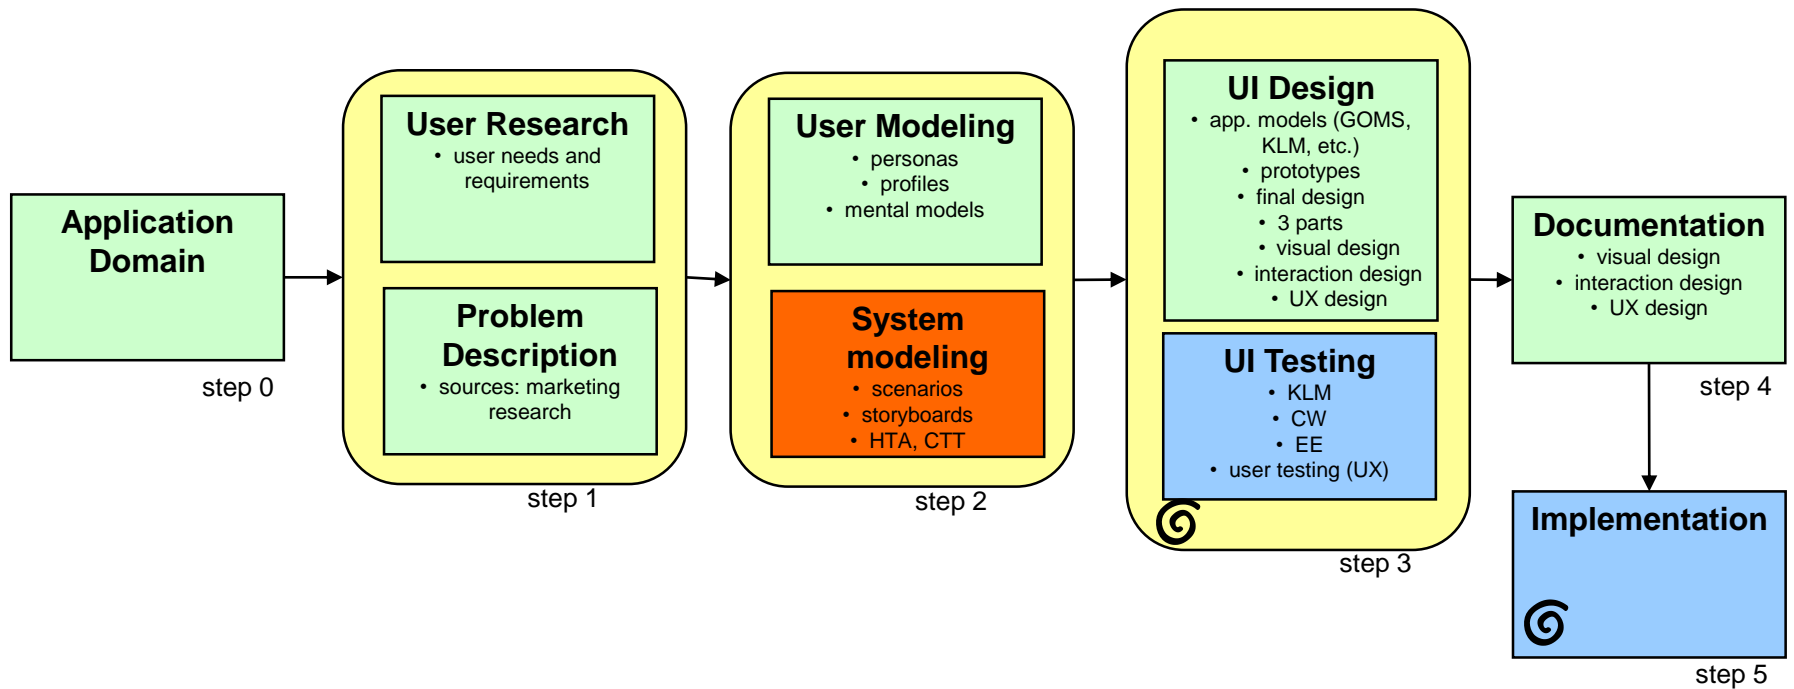 Application
Domain
step 0
User Research
• user needs and
requirements
Problem
Description
• sources: marketing
research
step 1
User Modeling
• personas
• profiles
• mental models
System
modeling
• scenarios
• storyboards
• HTA, CTT
step 2
UI Design
• app. models (GOMS,
KLM, etc.)
• prototypes
• final design
• 3 parts
• visual design
• interaction design
• UX design
UI Testing
• KLM
• CW
• EE
• user testing (UX)
step 3
Documentation
• visual design
• interaction design
• UX design
step 4
Implementation
step 5